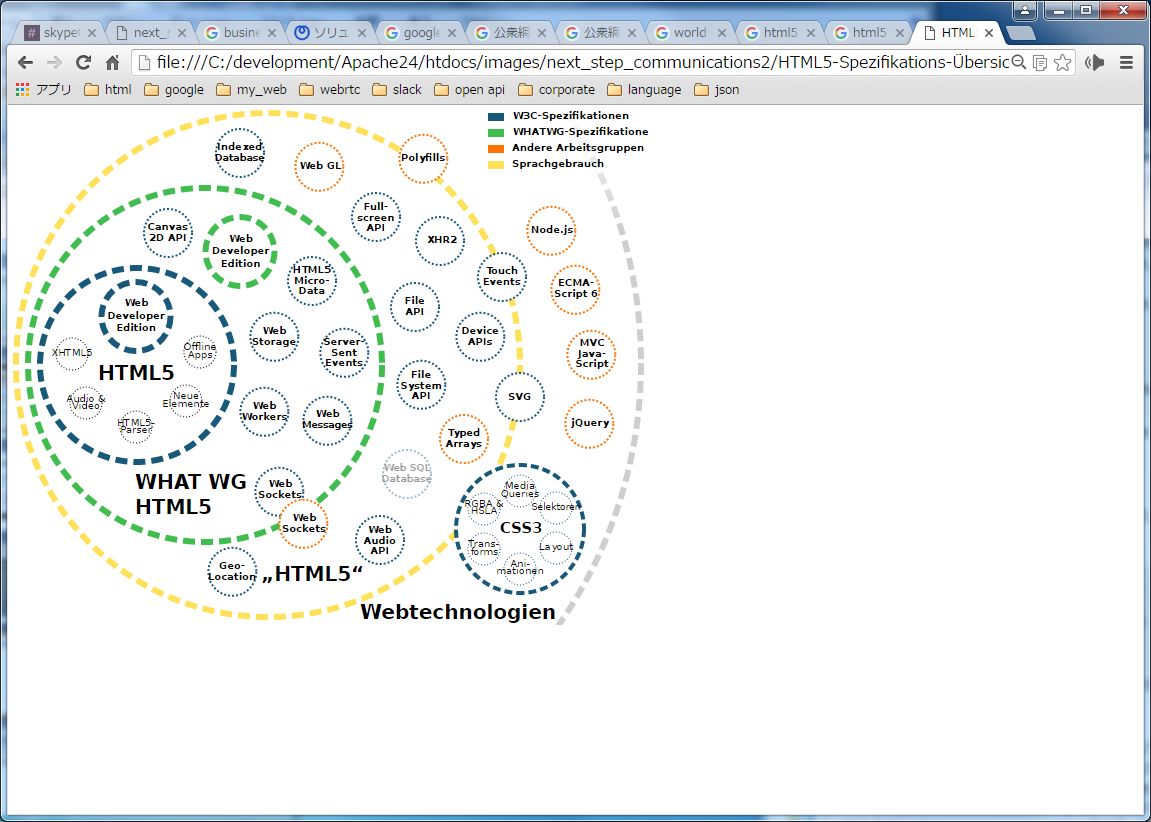 skype
next_
busine
ソリュ
google
公衆網
公衆網
world
html5
html5
HTML
file:///C:/development/Apache24/htdocs/images/next_step_communications2/HTML5-Spezifikations-Übersic
アプリ html google my_web webrtc slack open api corporate language json
W3C-Spezifikationen
WHATWG-Spezifikatione
Andere Arbeitsgruppen
Sprachgebrauch
Indexed
Database
Web GL
Polyfills
Full-
screen
API
Canvas
2D API
Web
Developer
Edition
XHR2
Node.js
HTML5
Micro-
Data
Touch
Events
ECMA-
Script 6
Web
Developer
Edition
File
API
Web
Storage
Server-
Sent
Events
Device
APIs
MVC
Java-
Script
XHTML5
Offline
Apps
HTML5
File
System
API
SVG
Audio &
Video
Neue
Elemente
HTML5-
Parser
Web
Workers
Web
Messages
Typed
Arrays
jQuery
Web SQL
Database
WHAT WG
HTML5
Web
Sockets
Web
Sockets
Media
Queries
RGBA &
HSLA
Selektoren
CSS3
Trans-
forms
Layout
Ani-
mationen
Web
Audio
API
Geo-
Location
„HTML5“
Webtechnologien